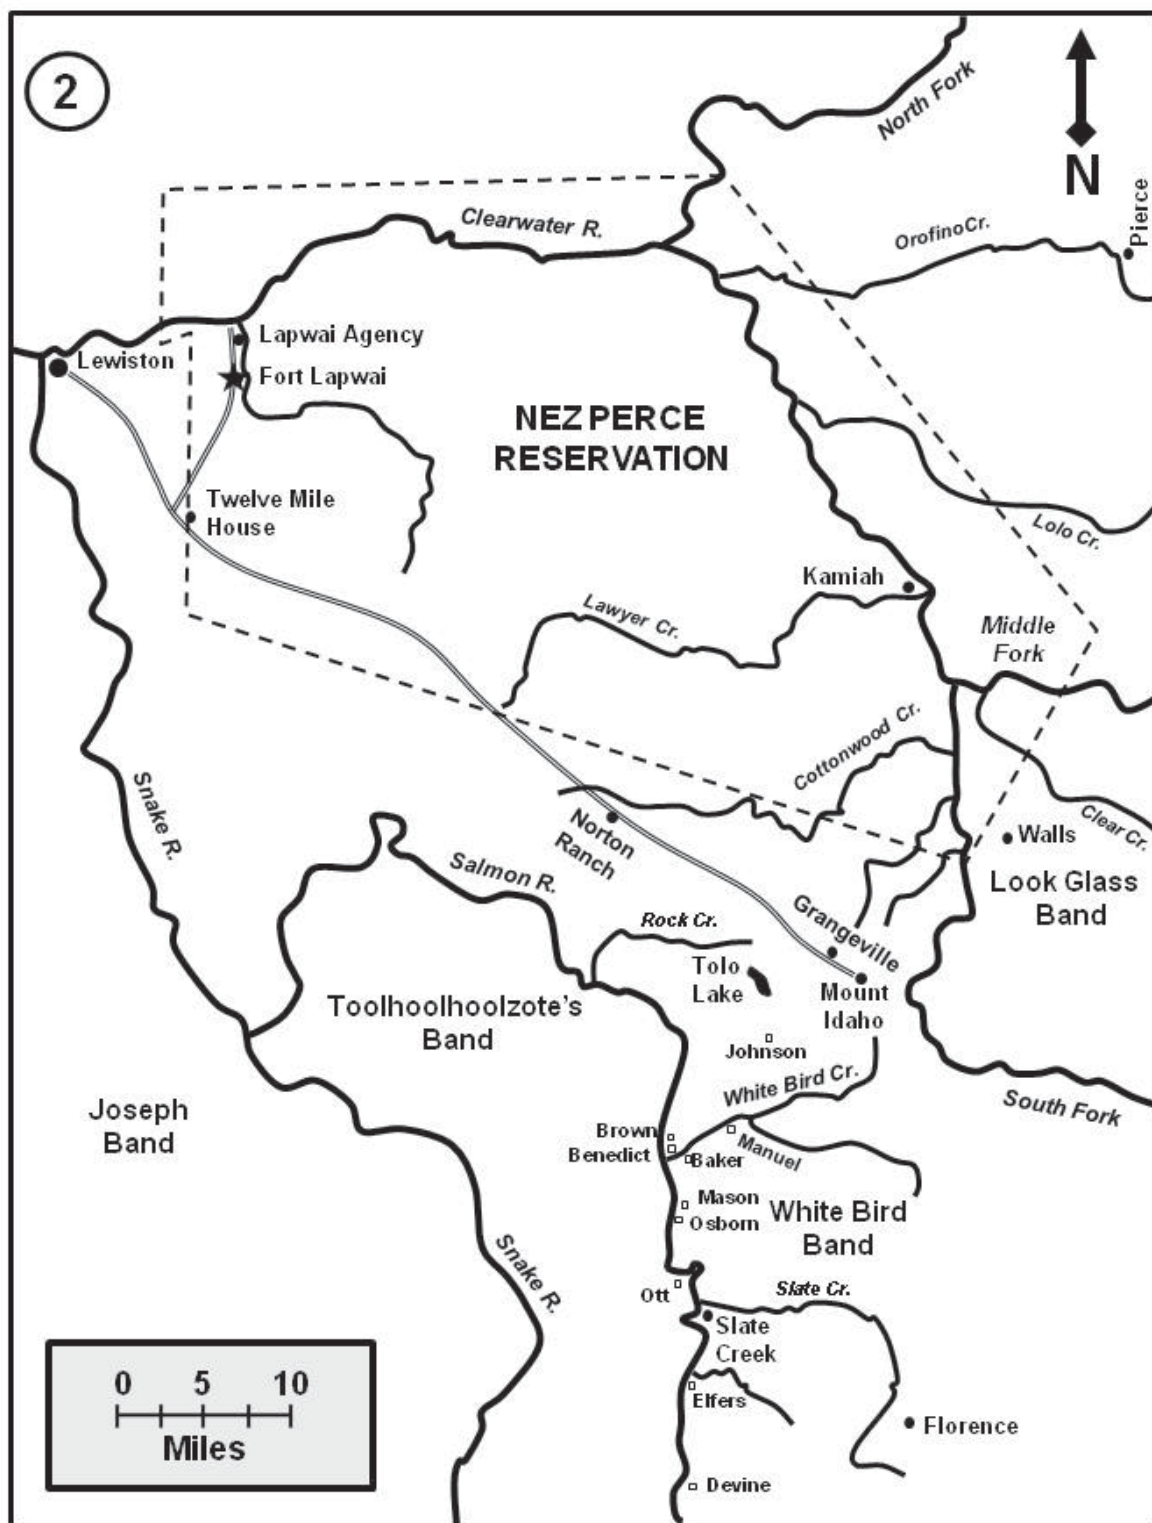 2
North Fork
N
Pierce
Clearwater R.
Orofino Cr.
Lapwai Agency
Lewiston
Fort Lapwai
NEZ PERCE
RESERVATION
Twelve Mile
House
Lolo Cr.
Kamiah
Lawyer Cr.
Middle
Fork
Cottonwood Cr.
Snake R.
Norton
Ranch
Clear Cr.
Walls
Salmon R.
Look Glass
Band
Grangeville
Rock Cr.
Tolo
Lake
Mount
Idaho
Toolhoolhoolzote's
Band
Johnson
White Bird Cr.
South Fork
Joseph
Band
Brown
Benedict
Baker
Manuel
Mason
Osborn
White Bird
Band
Snake R.
Ott
Slate Cr.
Slate
Creek
Elfers
Florence
Devine
0 5 10
Miles